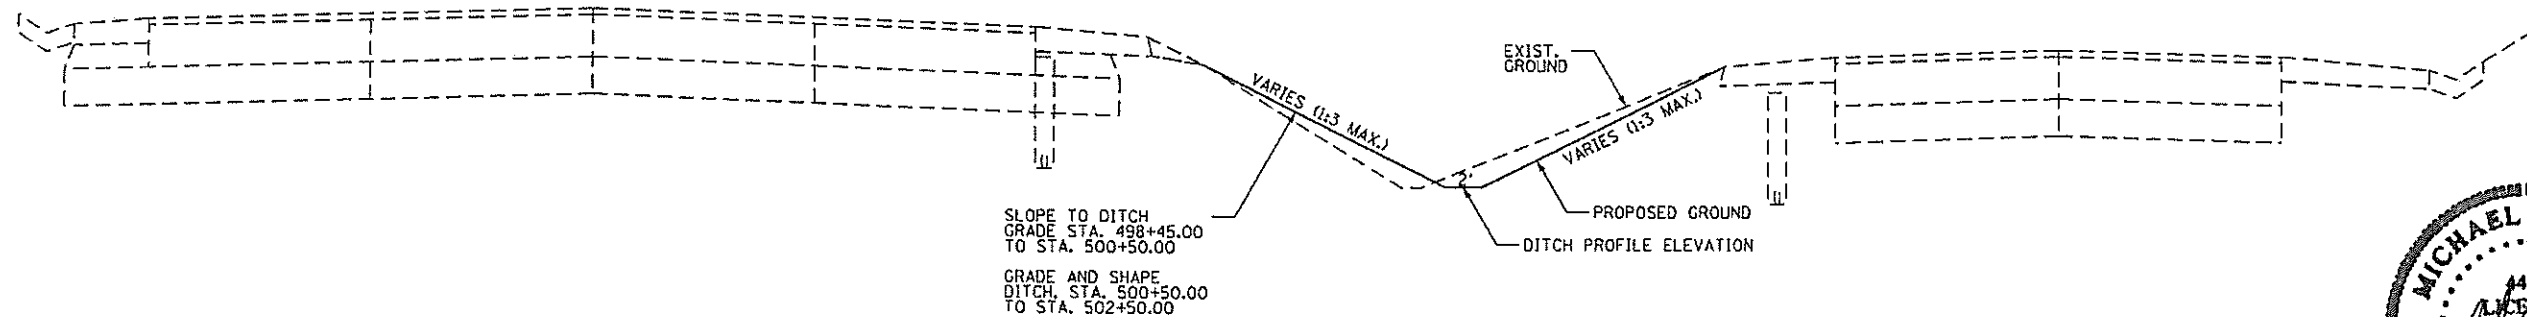 EXIST.
GROUND
VARIES (1:3 MAX.)
VARIES (1:3 MAX.)
2'
SLOPE TO DITCH
GRADE STA. 498+45.00
TO STA. 500+50.00
GRADE AND SHAPE
DITCH, STA. 500+50.00
TO STA. 502+50.00
PROPOSED GROUND
DITCH PROFILE ELEVATION
MICHAEL